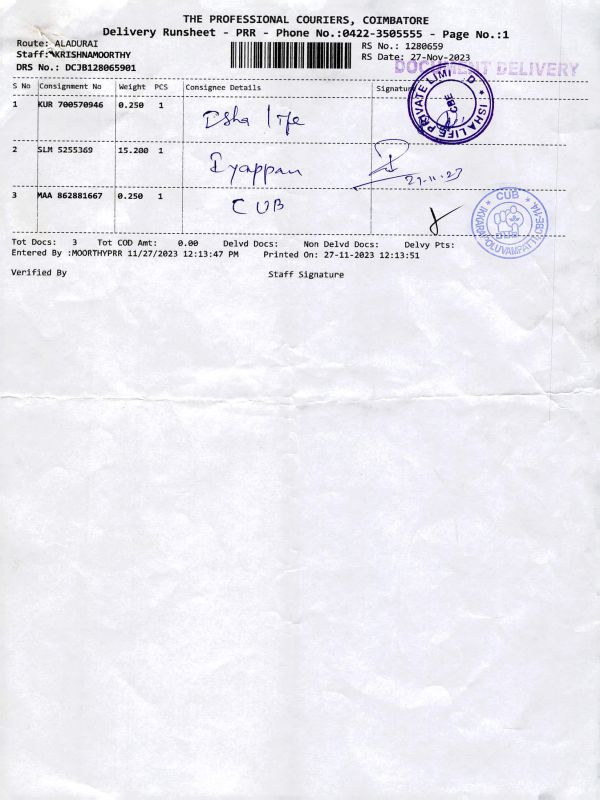 THE PROFESSIONAL COURIERS, COIMBATORE
Delivery Runsheet - PRR - Phone No.:0422-3505555 - Page No.:1
Route: ALADURAI
Staff: KRISHNAMOORTHY
DRS No.: DCJB128065901
RS No.: 1280659
RS Date: 27-Nov-2023
DOCUMENT DELIVERY
S No Consignment No Weight PCS Consignee Details Signature
1 KUR 700570946 0.250 1 Isha life
ISHA LIFE PRIVATE LIMI D * CBE
2 SLM 5255369 15.200 1 Iyappan 27-11-23
3 MAA 862881667 0.250 1 CUB
* CUB *
CBE-114.
Tot Docs: 3 Tot COD Amt: 0.00 Delvd Docs: Non Delvd Docs: Delvy Pts:
Entered By :MOORTHYPRR 11/27/2023 12:13:47 PM Printed On: 27-11-2023 12:13:51
Verified By Staff Signature